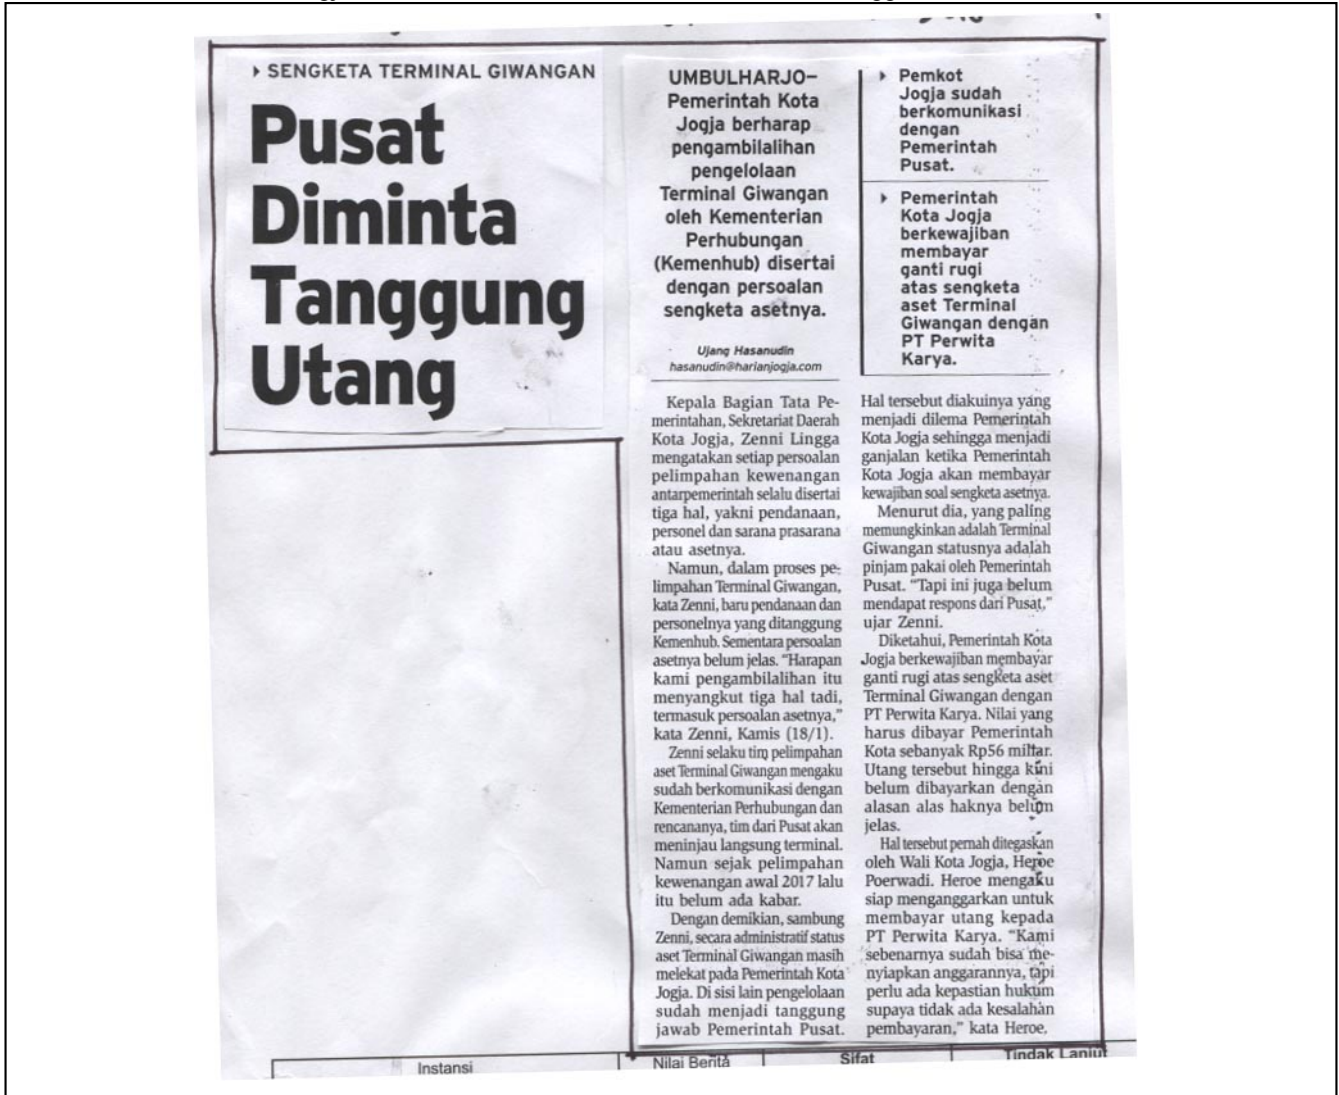 SENGKETA TERMINAL GIWANGAN
Pusat
Diminta
Tanggung
Utang
UMBULHARJO—
Pemerintah Kota
Jogja berharap
pengambilalihan
pengelolaan
Terminal Giwangan
oleh Kementerian
Perhubungan
(Kemenhub) disertai
dengan persoalan
sengketa asetnya.
Ujang Hasanudin
hasanudin@harianjogja.com
Pemkot
Jogja sudah
berkomunikasi
dengan
Pemerintah
Pusat.
Pemerintah
Kota Jogja
berkewajiban
membayar
ganti rugi
atas sengketa
aset Terminal
Giwangan dengan
PT Perwita
Karya.
Kepala Bagian Tata Pe-
merintahan, Sekretariat Daerah
Kota Jogja, Zenni Lingga
mengatakan setiap persoalan
pelimpahan kewenangan
antarpemerintah selalu disertai
tiga hal, yakni pendanaan,
personel dan sarana prasarana
atau asetnya.
Namun, dalam proses pe-
limpahan Terminal Giwangan,
kata Zenni, baru pendanaan dan
personelnya yang ditanggung
Kemenhub. Sementara persoalan
asetnya belum jelas. "Harapan
kami pengambilalihan itu
menyangkut tiga hal tadi,
termasuk persoalan asetnya,"
kata Zenni, Kamis (18/1).
Zenni selaku tim pelimpahan
aset Terminal Giwangan mengaku
sudah berkomunikasi dengan
Kementerian Perhubungan dan
rencananya, tim dari Pusat akan
meninjau langsung terminal.
Namun sejak pelimpahan
kewenangan awal 2017 lalu
itu belum ada kabar.
Dengan demikian, sambung
Zenni, secara administratif status
aset Terminal Giwangan masih
melekat pada Pemerintah Kota
Jogja. Di sisi lain pengelolaan
sudah menjadi tanggung
jawab Pemerintah Pusat.
Hal tersebut diakuinya yang
menjadi dilema Pemerintah
Kota Jogja sehingga menjadi
ganjalan ketika Pemerintah
Kota Jogja akan membayar
kewajiban soal sengketa asetnya.
Menurut dia, yang paling
memungkinkan adalah Terminal
Giwangan statusnya adalah
pinjam pakai oleh Pemerintah
Pusat. "Tapi ini juga belum
mendapat respons dari Pusat,"
ujar Zenni.
Diketahui, Pemerintah Kota
Jogja berkewajiban membayar
ganti rugi atas sengketa aset
Terminal Giwangan dengan
PT Perwita Karya. Nilai yang
harus dibayar Pemerintah
Kota sebanyak Rp56 miliar.
Utang tersebut hingga kini
belum dibayarkan dengan
alasan alas haknya belum
jelas.
Hal tersebut pernah ditegaskan
oleh Wali Kota Jogja, Heroe
Poerwadi. Heroe mengaku
siap menganggarkan untuk
membayar utang kepada
PT Perwita Karya. "Kami
sebenarnya sudah bisa me-
nyiapkan anggarannya, tapi
perlu ada kepastian hukum
supaya tidak ada kesalahan
pembayaran," kata Heroe.
Instansi
Nilai Berita
Sifat
Tindak Lanjut